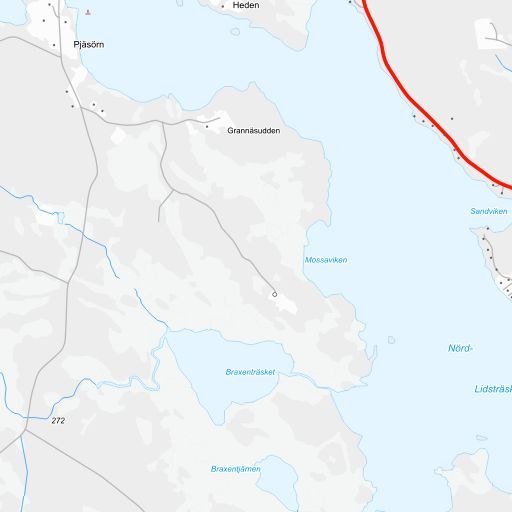 Heden
Pjäsörn
Grannäsudden
Sandviken
Mossaviken
Nörd-
Braxenträsket
Lidsträsk
272
Braxentjärnen